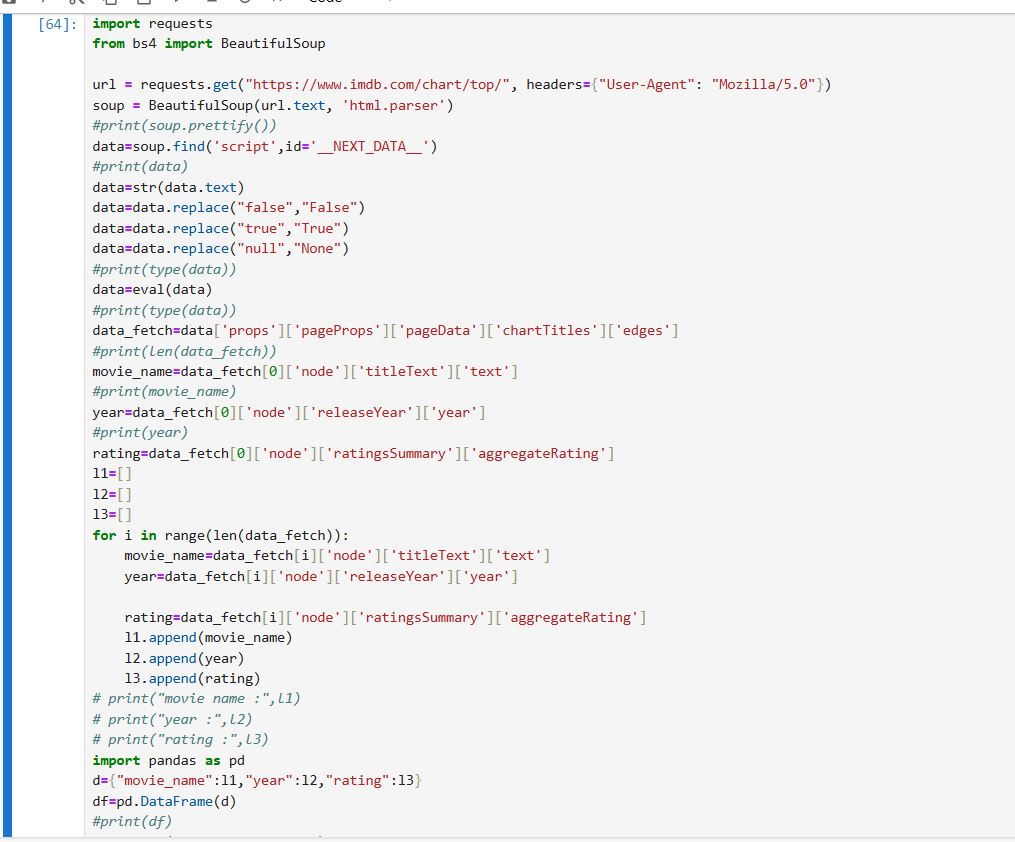 [64]:
import requests
from bs4 import BeautifulSoup

url = requests.get("https://www.imdb.com/chart/top/", headers={"User-Agent": "Mozilla/5.0"})
soup = BeautifulSoup(url.text, 'html.parser')
#print(soup.prettify())
data=soup.find('script',id='__NEXT_DATA__')
#print(data)
data=str(data.text)
data=data.replace("false","False")
data=data.replace("true","True")
data=data.replace("null","None")
#print(type(data))
data=eval(data)
#print(type(data))
data_fetch=data['props']['pageProps']['pageData']['chartTitles']['edges']
#print(len(data_fetch))
movie_name=data_fetch[0]['node']['titleText']['text']
#print(movie_name)
year=data_fetch[0]['node']['releaseYear']['year']
#print(year)
rating=data_fetch[0]['node']['ratingsSummary']['aggregateRating']
l1=[]
l2=[]
l3=[]
for i in range(len(data_fetch)):
    movie_name=data_fetch[i]['node']['titleText']['text']
    year=data_fetch[i]['node']['releaseYear']['year']

    rating=data_fetch[i]['node']['ratingsSummary']['aggregateRating']
    l1.append(movie_name)
    l2.append(year)
    l3.append(rating)
# print("movie name :",l1)
# print("year :",l2)
# print("rating :",l3)
import pandas as pd
d={"movie_name":l1,"year":l2,"rating":l3}
df=pd.DataFrame(d)
#print(df)